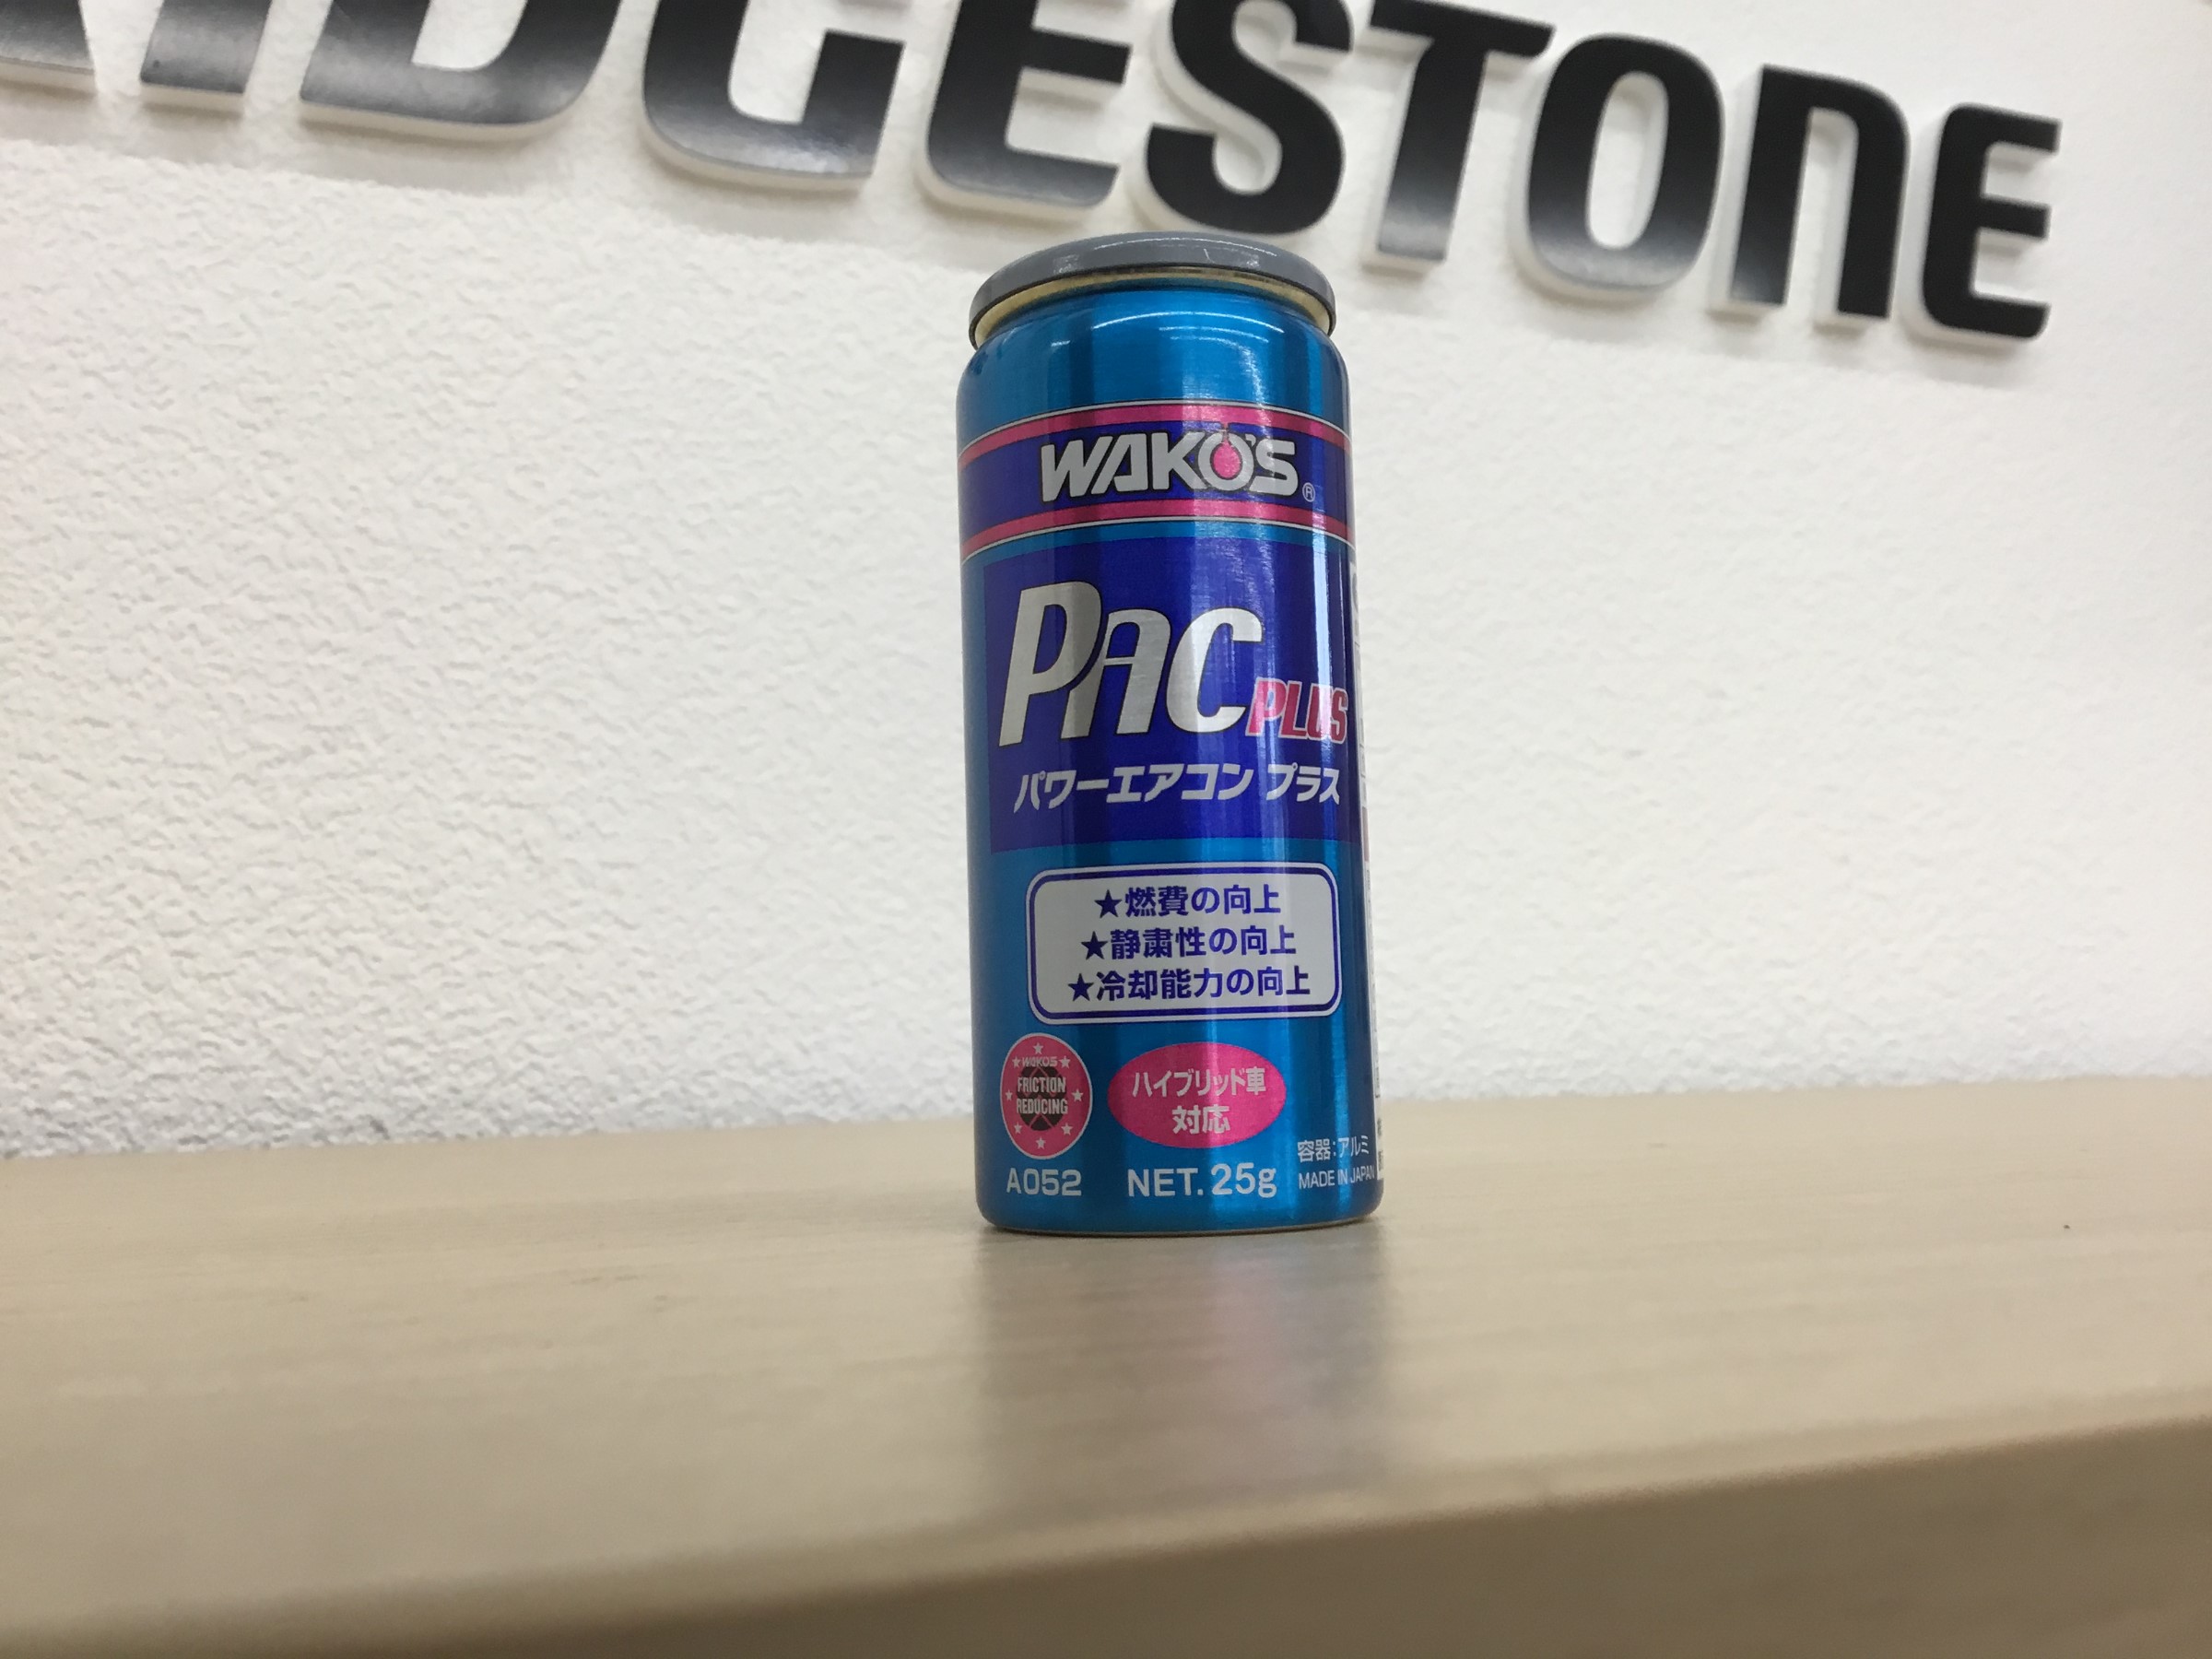 RIDGESTONE
WAKO'S®
PAC PLUS
パワーエアコン プラス
★燃費の向上
★静粛性の向上
★冷却能力の向上
WAKO'S
FRICTION
REDUCING
ハイブリッド車
対応
容器:アルミ
A052 NET.25g MADE IN JAPAN